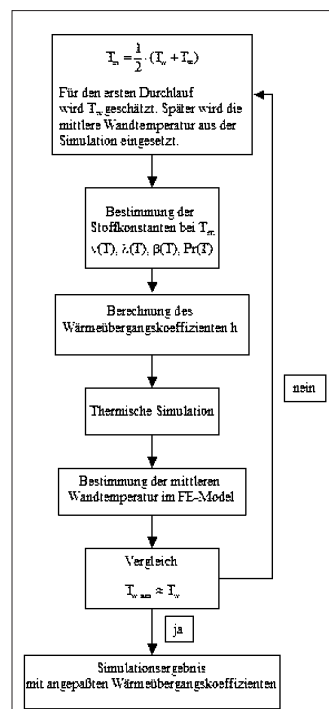 T_m = 1/2 · (T_w + T_∞)
Für den ersten Durchlauf
wird T_w geschätzt. Später wird die
mittlere Wandtemperatur aus der
Simulation eingesetzt.
Bestimmung der
Stoffkonstanten bei T_m
ν(T), λ(T), β(T), Pr(T)
Berechnung des
Wärmeübergangskoeffizienten h
nein
Thermische Simulation
Bestimmung der mittleren
Wandtemperatur im FE-Model
Vergleich
≈ T_w
ja
Simulationsergebnis
mit angepaßten Wärmeübergangskoeffizienten